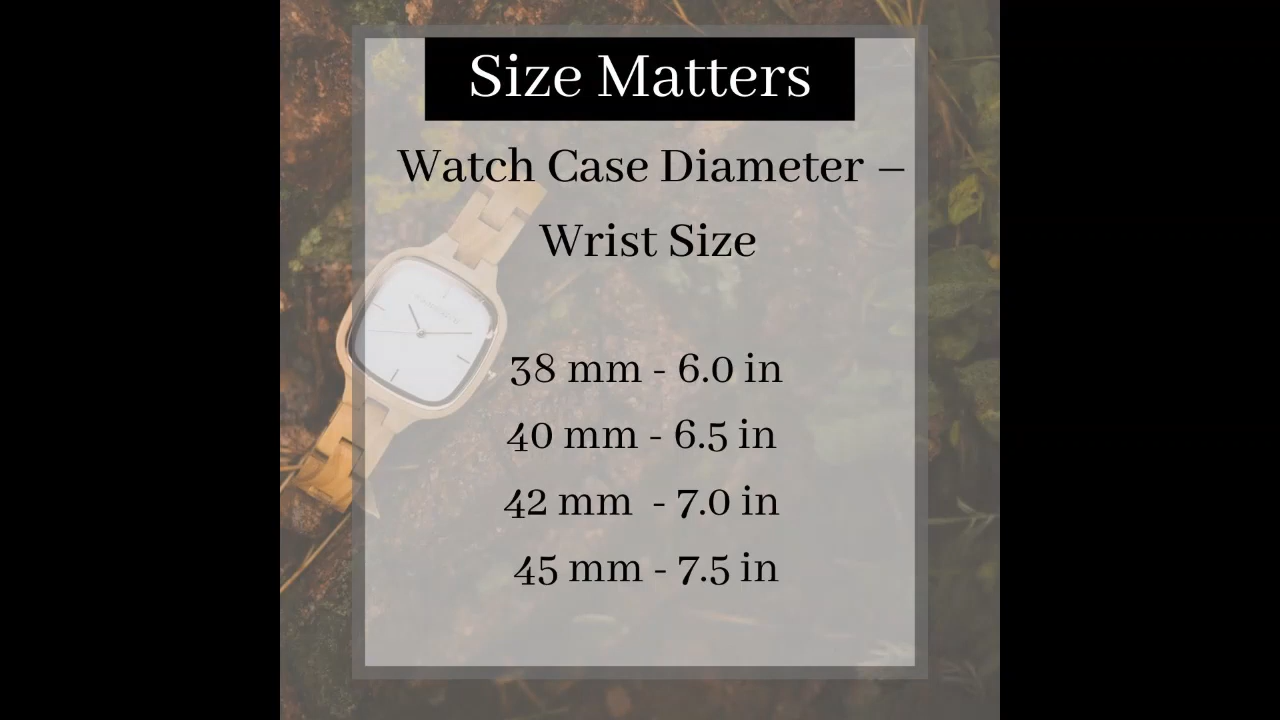 Size Matters
Watch Case Diameter –
Wrist Size
38 mm - 6.0 in
40 mm - 6.5 in
42 mm - 7.0 in
45 mm - 7.5 in